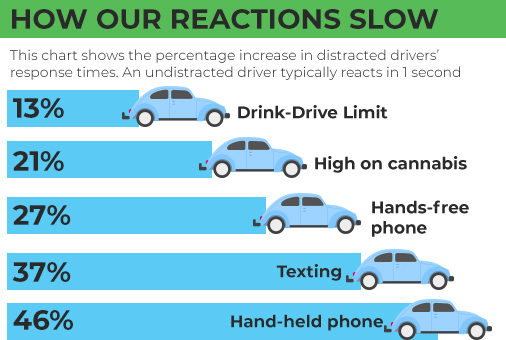 HOW OUR REACTIONS SLOW
This chart shows the percentage increase in distracted drivers’
response times. An undistracted driver typically reacts in 1 second
13%
Drink-Drive Limit
21%
High on cannabis
27%
Hands-free
phone
37%
Texting
46%
Hand-held phone